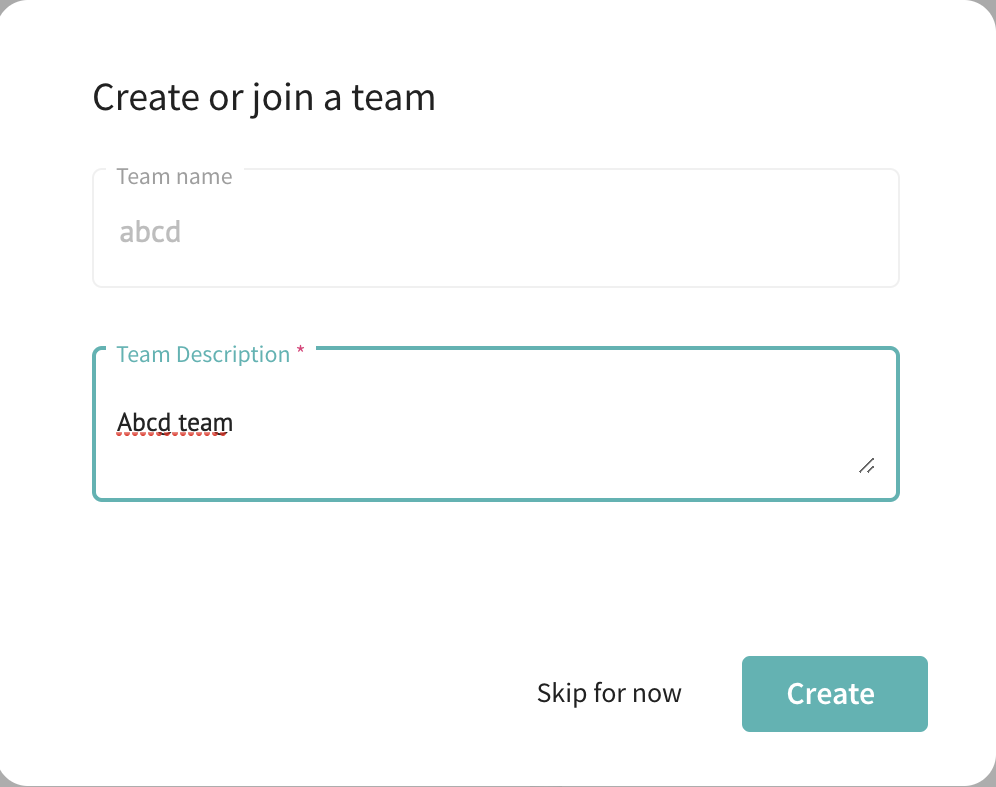 Create or join a team
Team name
abcd
Team Description *
Abcd team
Skip for now
Create